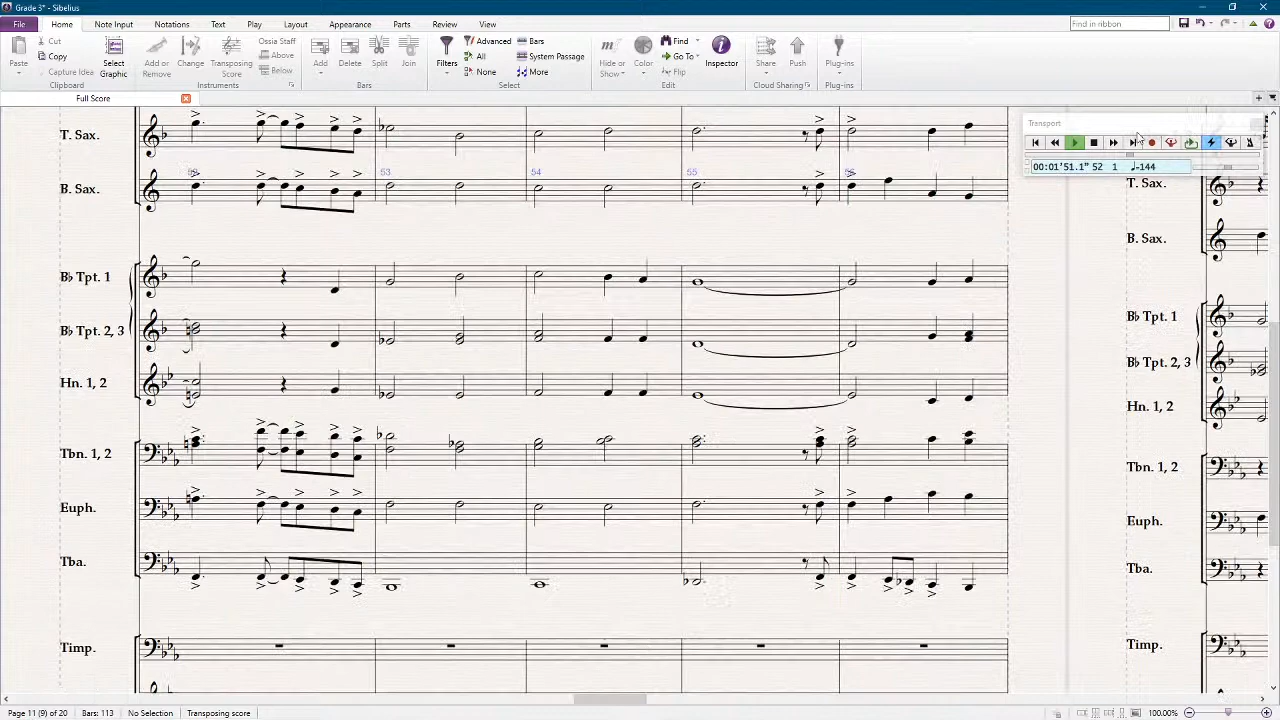 Grade 3* - Sibelius
File Home Note Input Notations Text Play Layout Appearance Parts Review View Find in ribbon
Paste Cut Copy Capture Idea Clipboard
Select Graphic
Add or Remove Change Transposing Score Ossia Staff Above Below Instruments
Add Delete Split Join Bars
Filters Advanced All None Bars System Passage More Select
Hide or Show Color Find Go To Flip Inspector Edit
Share Push Cloud Sharing
Plug-ins Plug-ins
Full Score
Transport
00:01'51.1" 52 1 ♩=144
T. Sax.
53 54 55
B. Sax.
B♭ Tpt. 1
B♭ Tpt. 2, 3
Hn. 1, 2
Tbn. 1, 2
Euph.
Tba.
Timp.
T. Sax.
B. Sax.
B♭ Tpt. 1
B♭ Tpt. 2, 3
Hn. 1, 2
Tbn. 1, 2
Euph.
Tba.
Timp.
Page 11 (9) of 20 Bars: 113 No Selection Transposing score 100.00%